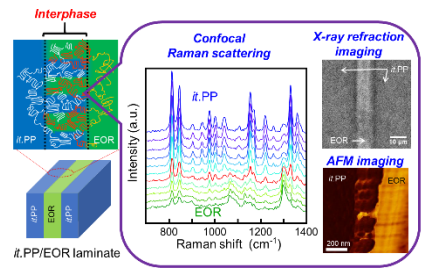 Interphase
it.PP
EOR
it.PP
EOR
it.PP
it.PP/EOR laminate
Confocal
Raman scattering
it.PP
EOR
Intensity (a.u.)
800 1000 1200 1400
Raman shift (cm⁻¹)
X-ray refraction
imaging
it.PP
EOR
10 μm
AFM imaging
it.PP
EOR
200 nm